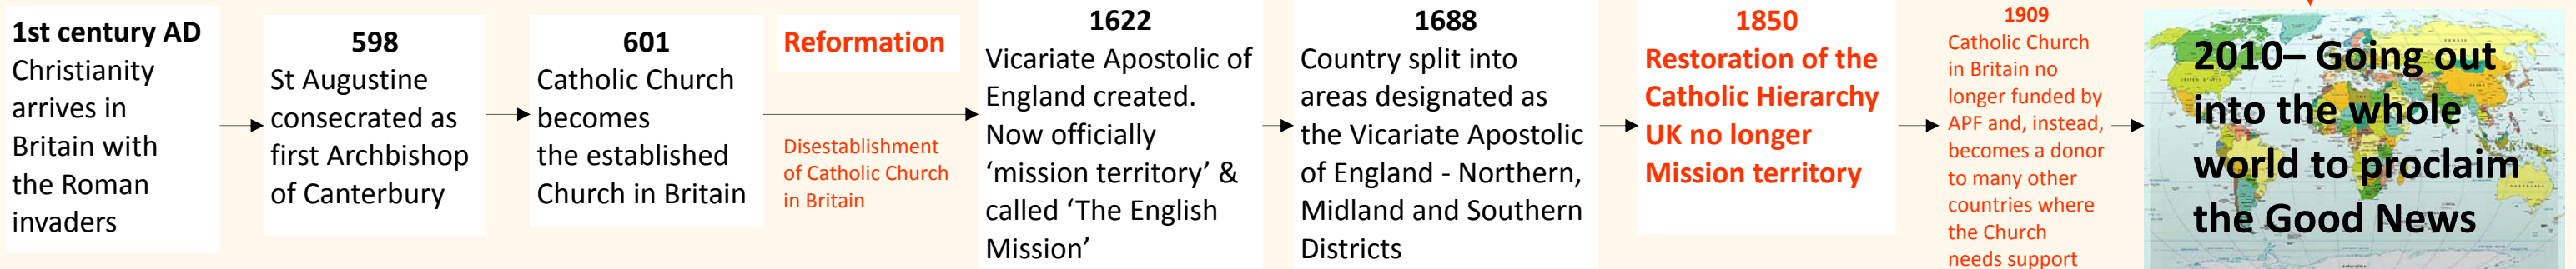 1st century AD
Christianity
arrives in
Britain with
the Roman
invaders
598
St Augustine
consecrated as
first Archbishop
of Canterbury
601
Catholic Church
becomes
the established
Church in Britain
Reformation
Disestablishment
of Catholic Church
in Britain
1622
Vicariate Apostolic of
England created.
Now officially
‘mission territory’ &
called ‘The English
Mission’
1688
Country split into
areas designated as
the Vicariate Apostolic
of England - Northern,
Midland and Southern
Districts
1850
Restoration of the
Catholic Hierarchy
UK no longer
Mission territory
1909
Catholic Church
in Britain no
longer funded by
APF and, instead,
becomes a donor
to many other
countries where
the Church
needs support
2010– Going out
into the whole
world to proclaim
the Good News